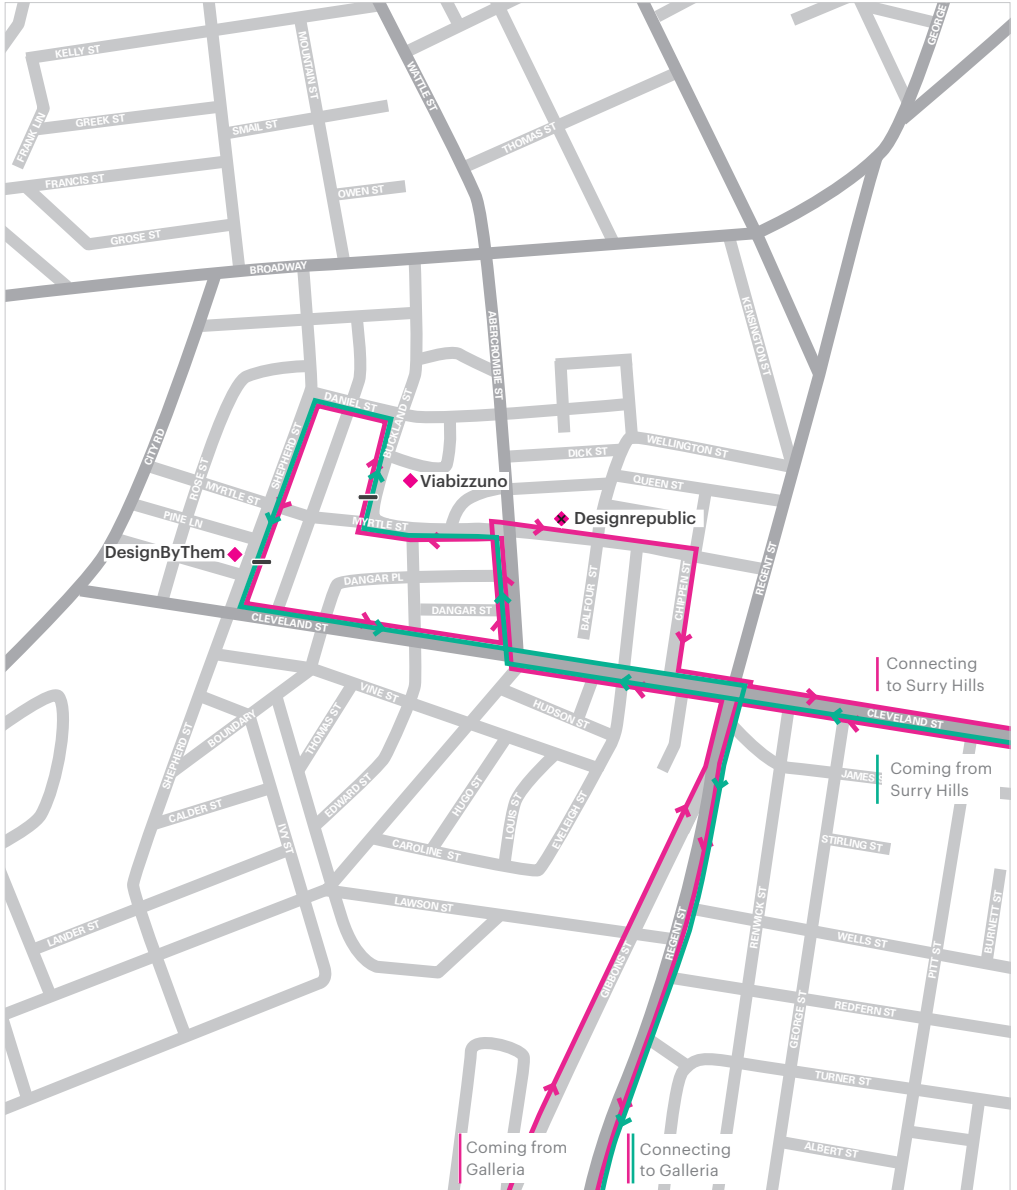 GEORGE
KELLY ST
MOUNTAIN ST
WATTLE ST
GREEK ST
SMAIL ST
FRANK LIN
THOMAS ST
FRANCIS ST
OWEN ST
GROSE ST
BROADWAY
KENSINGTON ST
ABERCROMBIE ST
DANIEL ST
BUCKLAND ST
CITY RD
SHEPHERD ST
WELLINGTON ST
DICK ST
ROSE ST
MYRTLE ST
QUEEN ST
Viabizzuno
PINE LN
MYRTLE ST
Designrepublic
DesignByThem
REGENT ST
DANGAR PL
BALFOUR ST
CHIPPEN ST
DANGAR ST
CLEVELAND ST
Connecting
to Surry Hills
VINE ST
HUDSON ST
CLEVELAND ST
BOUNDARY
THOMAS ST
SHEPHERD ST
Coming from
Surry Hills
JAMES
EDWARD ST
HUGO ST
LOUIS ST
EVELEIGH ST
CALDER ST
IVY ST
CAROLINE ST
STIRLING ST
LAWSON ST
RENWICK ST
BURNETT ST
LANDER ST
REGENT ST
WELLS ST
PITT ST
GIBBONS ST
REDFERN ST
GEORGE ST
TURNER ST
ALBERT ST
Coming from
Galleria
Connecting
to Galleria